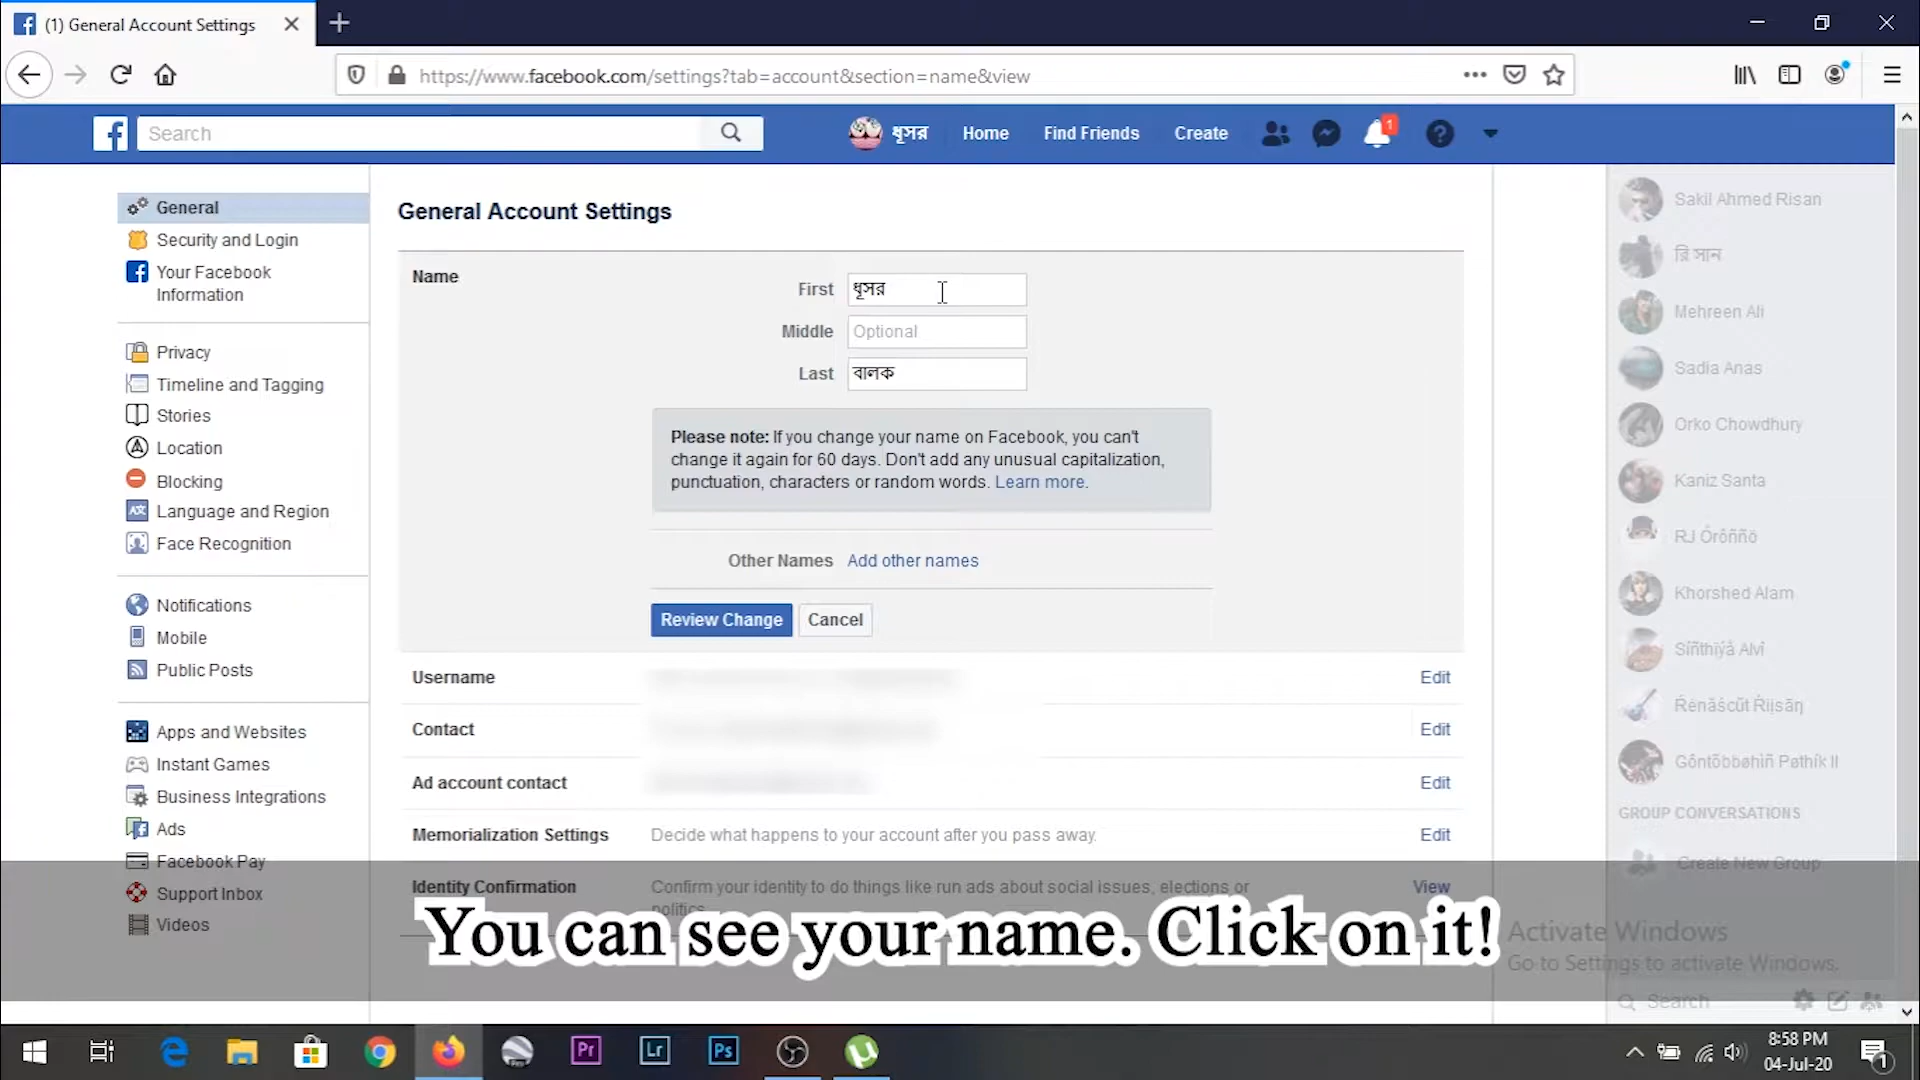 (1) General Account Settings
https://www.facebook.com/settings?tab=account&section=name&view
Search
ধূসর
Home
Find Friends
Create
1
General
Security and Login
Your Facebook
Information
Privacy
Timeline and Tagging
Stories
Location
Blocking
Language and Region
Face Recognition
Notifications
Mobile
Public Posts
Apps and Websites
Instant Games
Business Integrations
Ads
Facebook Pay
Support Inbox
Videos
General Account Settings
Name
First ধূসর
Middle Optional
Last বালক
Please note: If you change your name on Facebook, you can't
change it again for 60 days. Don't add any unusual capitalization,
punctuation, characters or random words. Learn more.
Other Names Add other names
Review Change Cancel
Username Edit
Contact Edit
Ad account contact Edit
Memorialization Settings Decide what happens to your account after you pass away. Edit
Identity Confirmation Confirm your identity to do things like run ads about social issues, elections or View
politics.
Sakil Ahmed Risan
রি সান
Mehreen Ali
Sadia Anas
Orko Chowdhury
Kaniz Santa
Khorshed Alam
GROUP CONVERSATIONS
Create New Group
Search
You can see your name. Click on it!
Activate Windows
Go to Settings to activate Windows.
Pr
Lr
Ps
8:58 PM
04-Jul-20
1